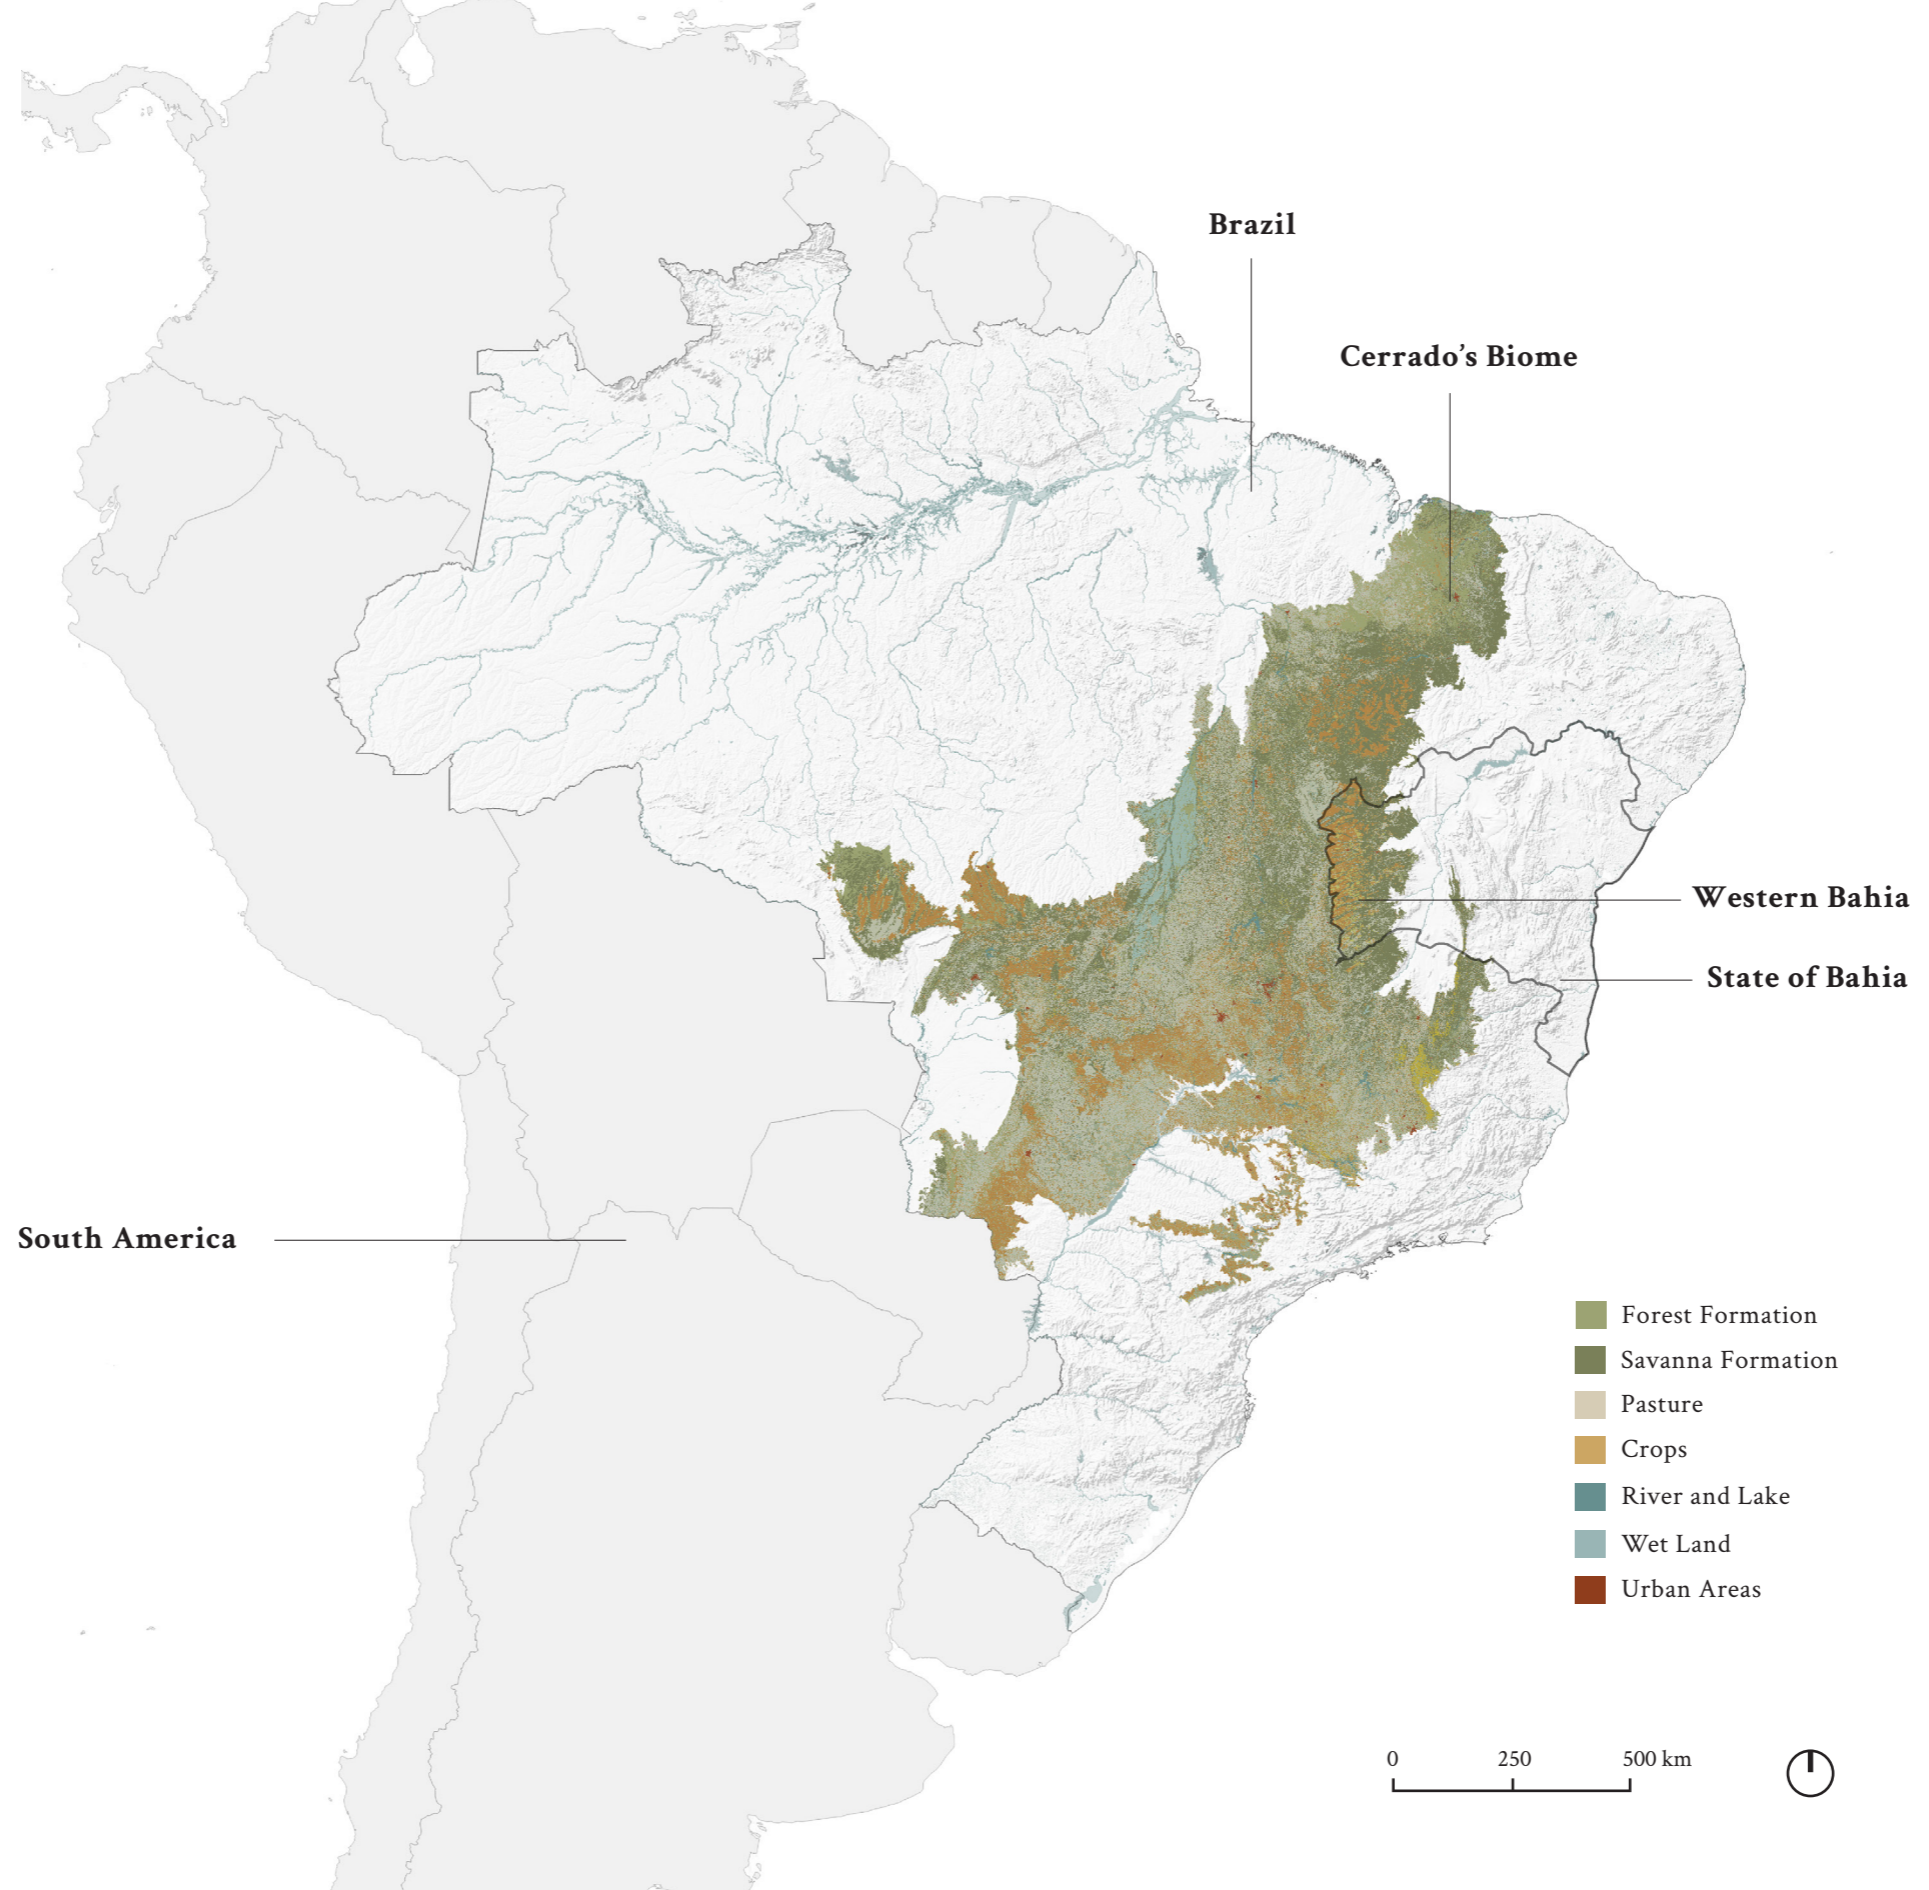 Brazil
Cerrado’s Biome
Western Bahia
State of Bahia
South America
Forest Formation
Savanna Formation
Pasture
Crops
River and Lake
Wet Land
Urban Areas
0 250 500 km